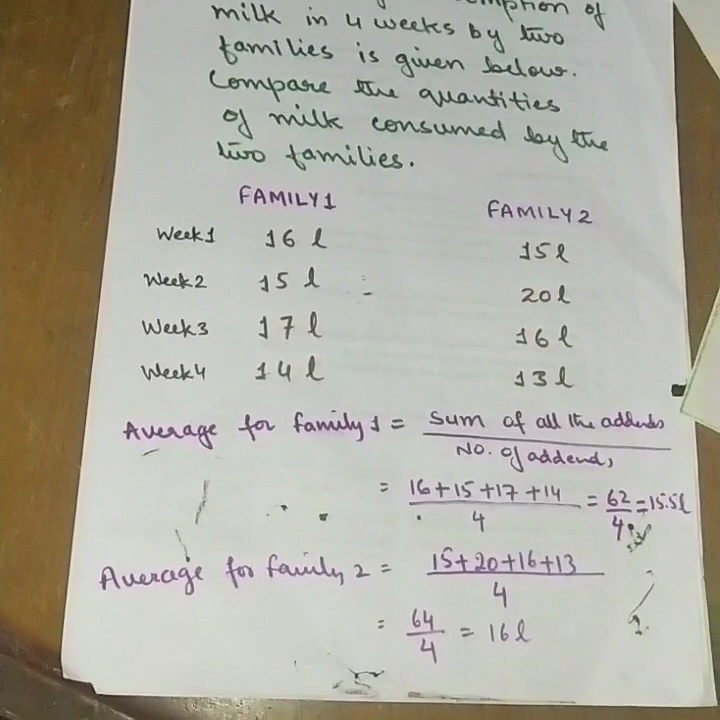 of
milk in 4 weeks by two
families is given below.
Compare the quantities
of milk consumed by the
two families.
FAMILY 1 FAMILY 2
Week 1 16 l 15 l
Week 2 15 l 20 l
Week 3 17 l 16 l
Week 4 14 l 13 l
Average for family 1 = Sum of all the addends
No. of addends
= 16+15+17+14 / 4 = 62 / 4 = 15.5 l
Average for family 2 = 15+20+16+13 / 4
= 64 / 4 = 16 l